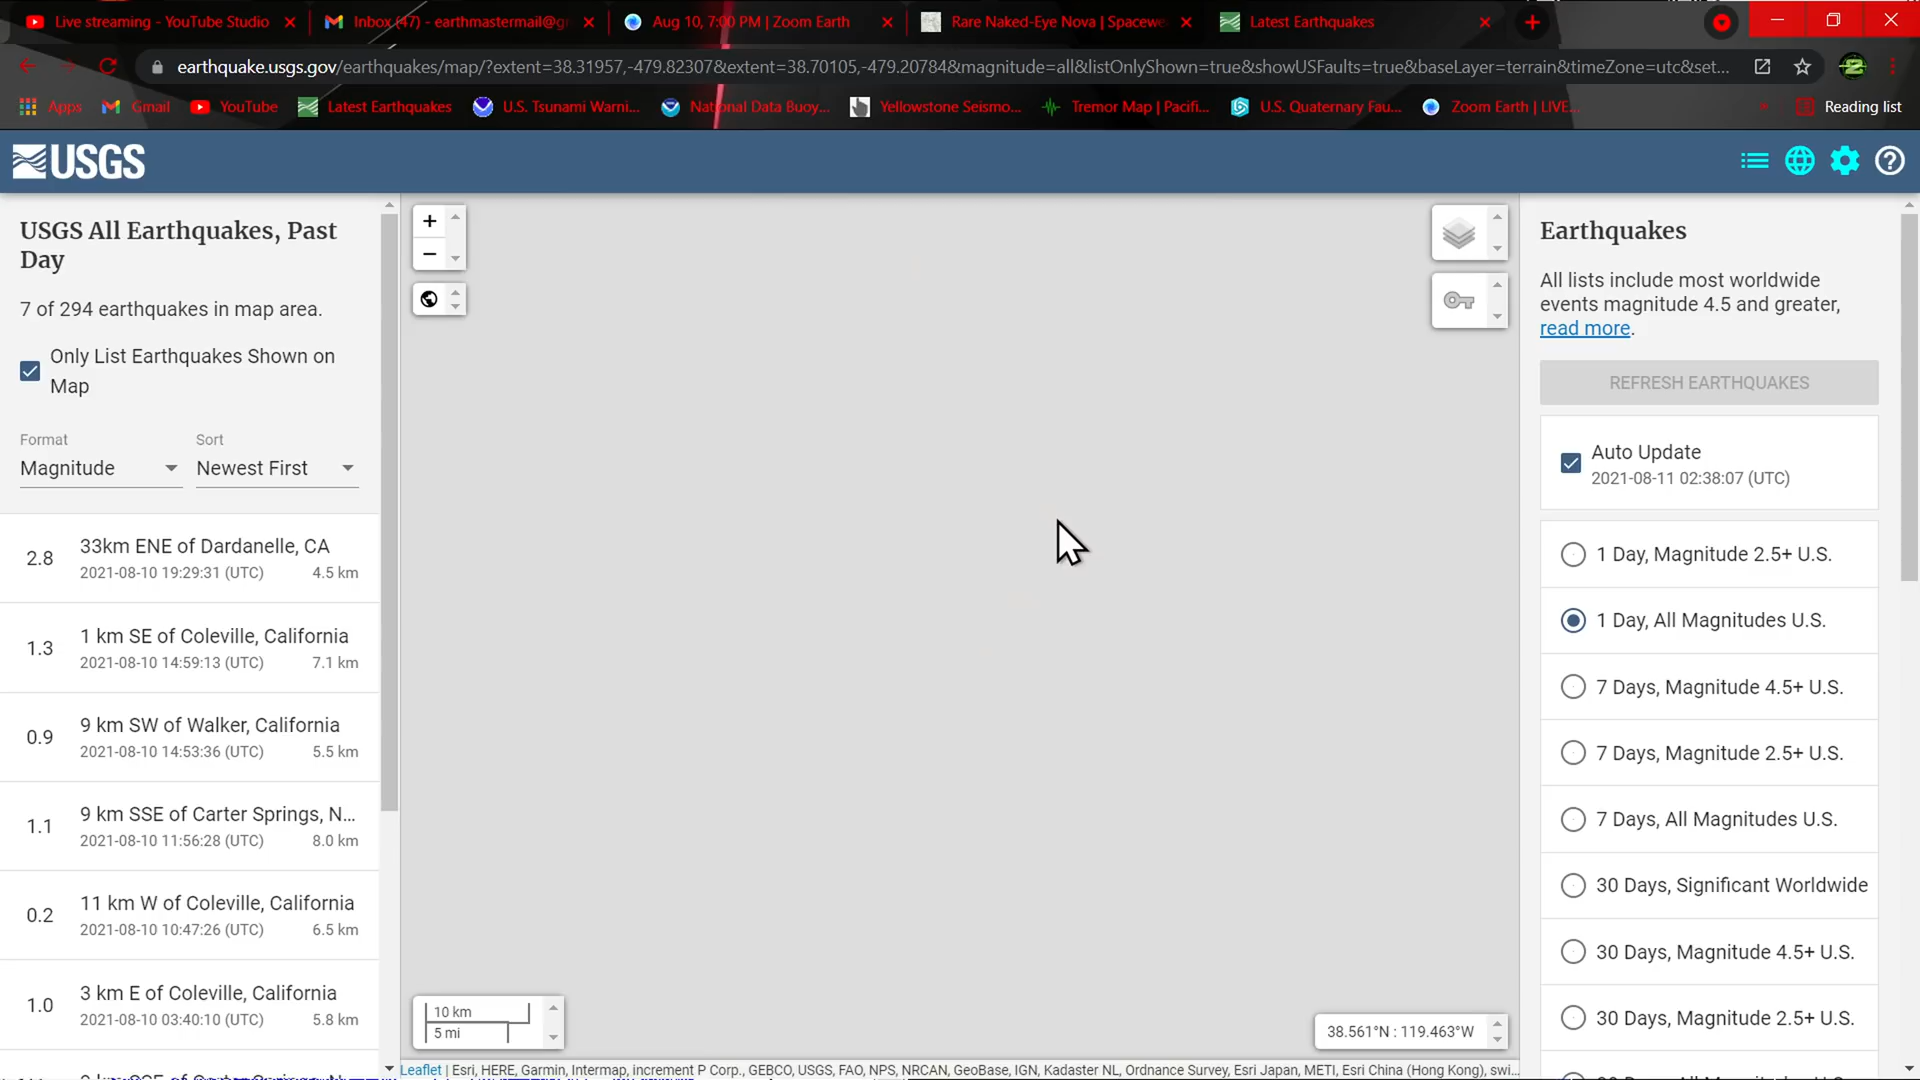 Live streaming - YouTube Studio
Inbox (47) - earthmastermail@gr
Aug 10, 7:00 PM | Zoom Earth
Rare Naked-Eye Nova | Spacewe
Latest Earthquakes
earthquake.usgs.gov/earthquakes/map/?extent=38.31957,-479.82307&extent=38.70105,-479.20784&magnitude=all&listOnlyShown=true&showUSFaults=true&baseLayer=terrain&timeZone=utc&set...
Apps
Gmail
YouTube
Latest Earthquakes
U.S. Tsunami Warni...
National Data Buoy...
Yellowstone Seismo...
Tremor Map | Pacifi...
U.S. Quaternary Fau...
Zoom Earth | LIVE...
Reading list
USGS
USGS All Earthquakes, Past
Day
7 of 294 earthquakes in map area.
Only List Earthquakes Shown on
Map
Format
Sort
Magnitude
Newest First
2.8
33km ENE of Dardanelle, CA
2021-08-10 19:29:31 (UTC)
4.5 km
1.3
1 km SE of Coleville, California
2021-08-10 14:59:13 (UTC)
7.1 km
0.9
9 km SW of Walker, California
2021-08-10 14:53:36 (UTC)
5.5 km
1.1
9 km SSE of Carter Springs, N...
2021-08-10 11:56:28 (UTC)
8.0 km
0.2
11 km W of Coleville, California
2021-08-10 10:47:26 (UTC)
6.5 km
1.0
3 km E of Coleville, California
2021-08-10 03:40:10 (UTC)
5.8 km
+
−
10 km
5 mi
38.561°N : 119.463°W
Leaflet | Esri, HERE, Garmin, Intermap, increment P Corp., GEBCO, USGS, FAO, NPS, NRCAN, GeoBase, IGN, Kadaster NL, Ordnance Survey, Esri Japan, METI, Esri China (Hong Kong), swi...
Earthquakes
All lists include most worldwide
events magnitude 4.5 and greater,
read more.
REFRESH EARTHQUAKES
Auto Update
2021-08-11 02:38:07 (UTC)
1 Day, Magnitude 2.5+ U.S.
1 Day, All Magnitudes U.S.
7 Days, Magnitude 4.5+ U.S.
7 Days, Magnitude 2.5+ U.S.
7 Days, All Magnitudes U.S.
30 Days, Significant Worldwide
30 Days, Magnitude 4.5+ U.S.
30 Days, Magnitude 2.5+ U.S.